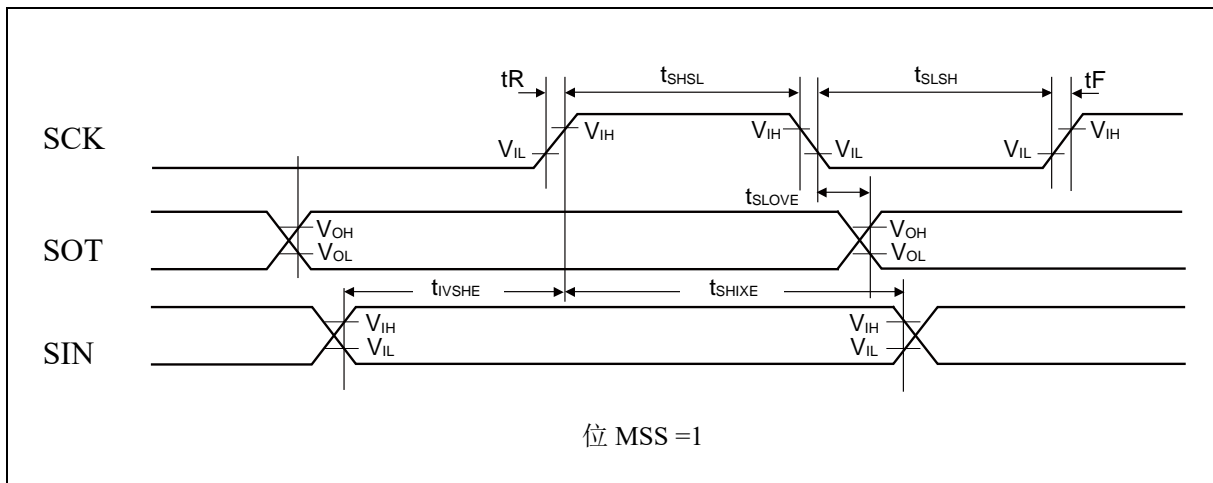 tR tSHSL tSLSH tF
SCK VIH VIH VIH
VIL VIL VIL
tSLOVE
VOH VOH
SOT VOL VOL
tIVSHE tSHIXE
VIH VIH
SIN VIL VIL
位 MSS =1